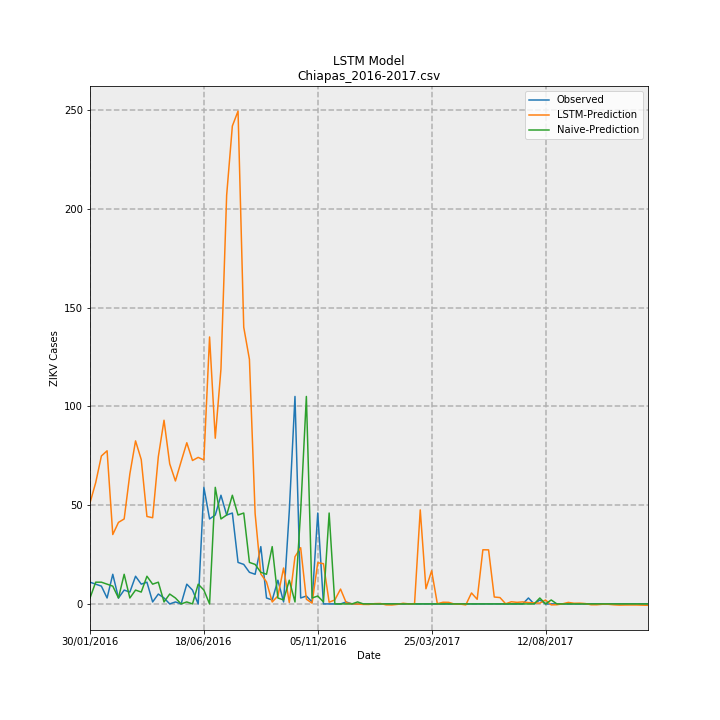 LSTM Model
Chiapas_2016-2017.csv
Observed
LSTM-Prediction
Naive-Prediction
250
200
150
100
50
0
ZIKV Cases
30/01/2016 18/06/2016 05/11/2016 25/03/2017 12/08/2017
Date